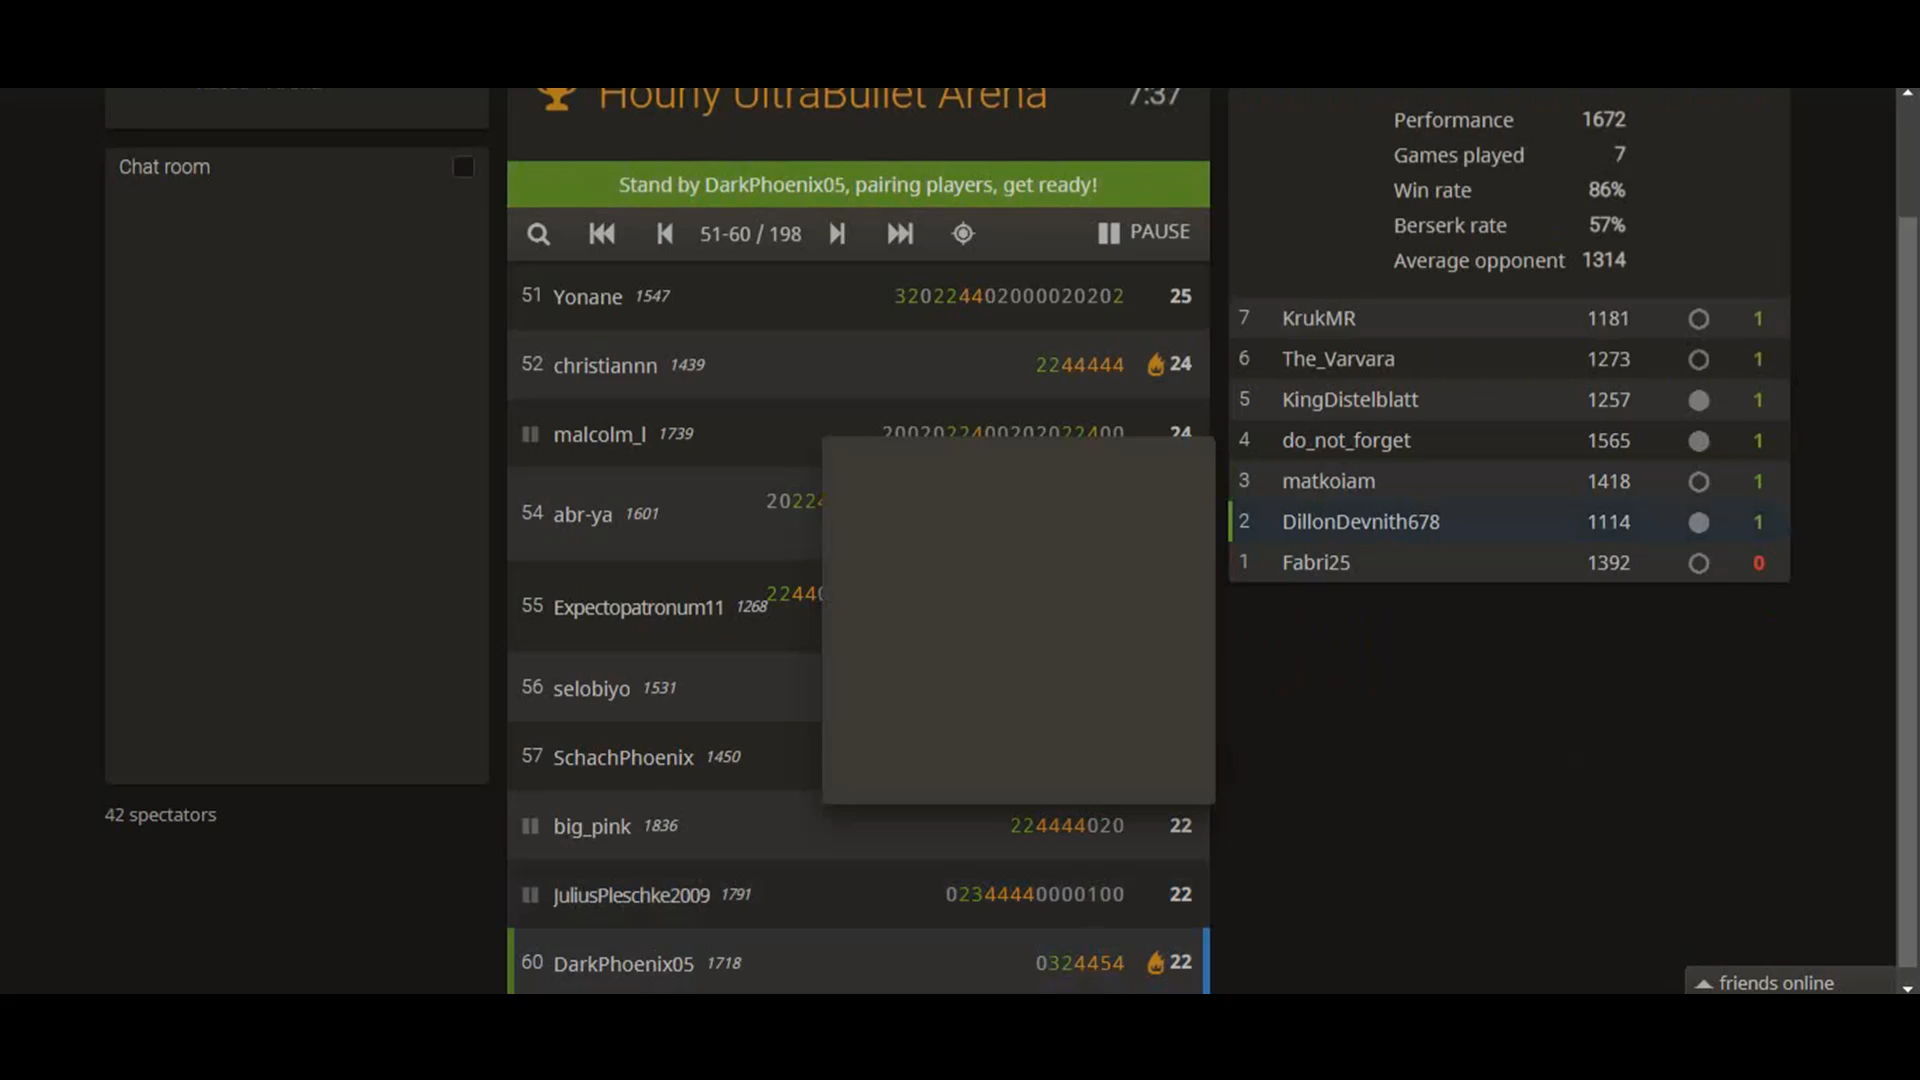 Hourly UltraBullet Arena 7:37
Chat room
42 spectators
Stand by DarkPhoenix05, pairing players, get ready!
51-60 / 198 PAUSE
51 Yonane 1547 320224402000020202 25
52 christiannn 1439 2244444 24
malcolm_l 1739 2002022400202022400 24
54 abr-ya 1601 2022
55 Expectopatronum11 1268 2244
56 selobiyo 1531
57 SchachPhoenix 1450
big_pink 1836 224444020 22
JuliusPleschke2009 1791 02344440000100 22
60 DarkPhoenix05 1718 0324454 22
Performance 1672
Games played 7
Win rate 86%
Berserk rate 57%
Average opponent 1314
7 KrukMR 1181 1
6 The_Varvara 1273 1
5 KingDistelblatt 1257 1
4 do_not_forget 1565 1
3 matkoiam 1418 1
2 DillonDevnith678 1114 1
1 Fabri25 1392 0
friends online